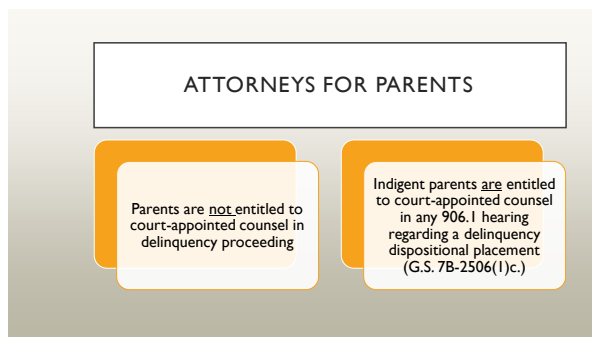 ATTORNEYS FOR PARENTS
Parents are not entitled to
court-appointed counsel in
delinquency proceeding
Indigent parents are entitled
to court-appointed counsel
in any 906.1 hearing
regarding a delinquency
dispositional placement
(G.S. 7B-2506(1)c.)